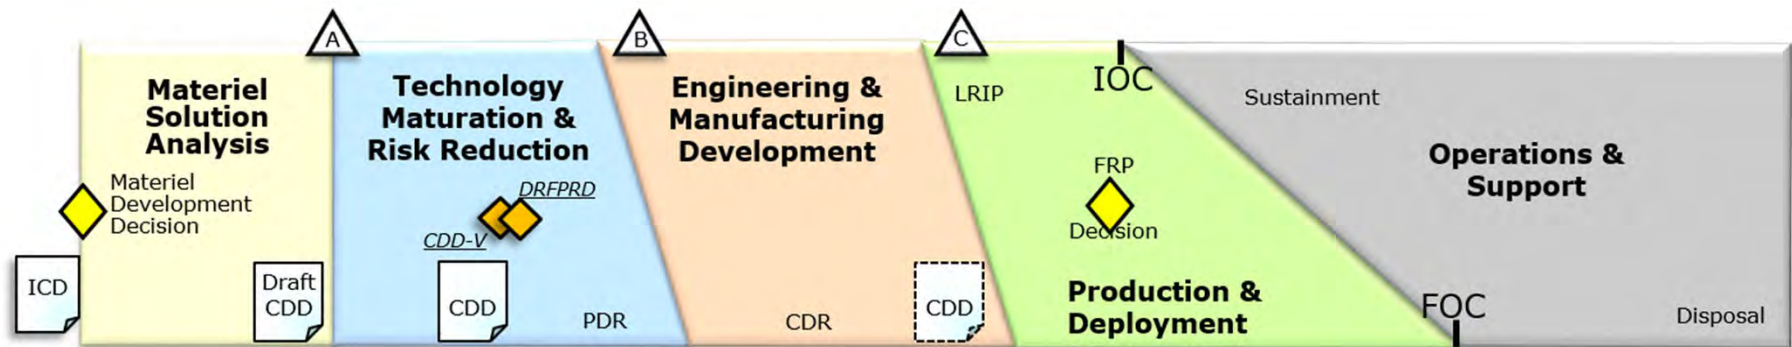 A
B
C
Materiel
Solution
Analysis
Materiel
Development
Decision
ICD
Draft
CDD
Technology
Maturation &
Risk Reduction
DRFPRD
CDD-V
CDD
PDR
Engineering &
Manufacturing
Development
CDR
CDD
LRIP
IOC
FRP
Decision
Production &
Deployment
Sustainment
Operations &
Support
FOC
Disposal